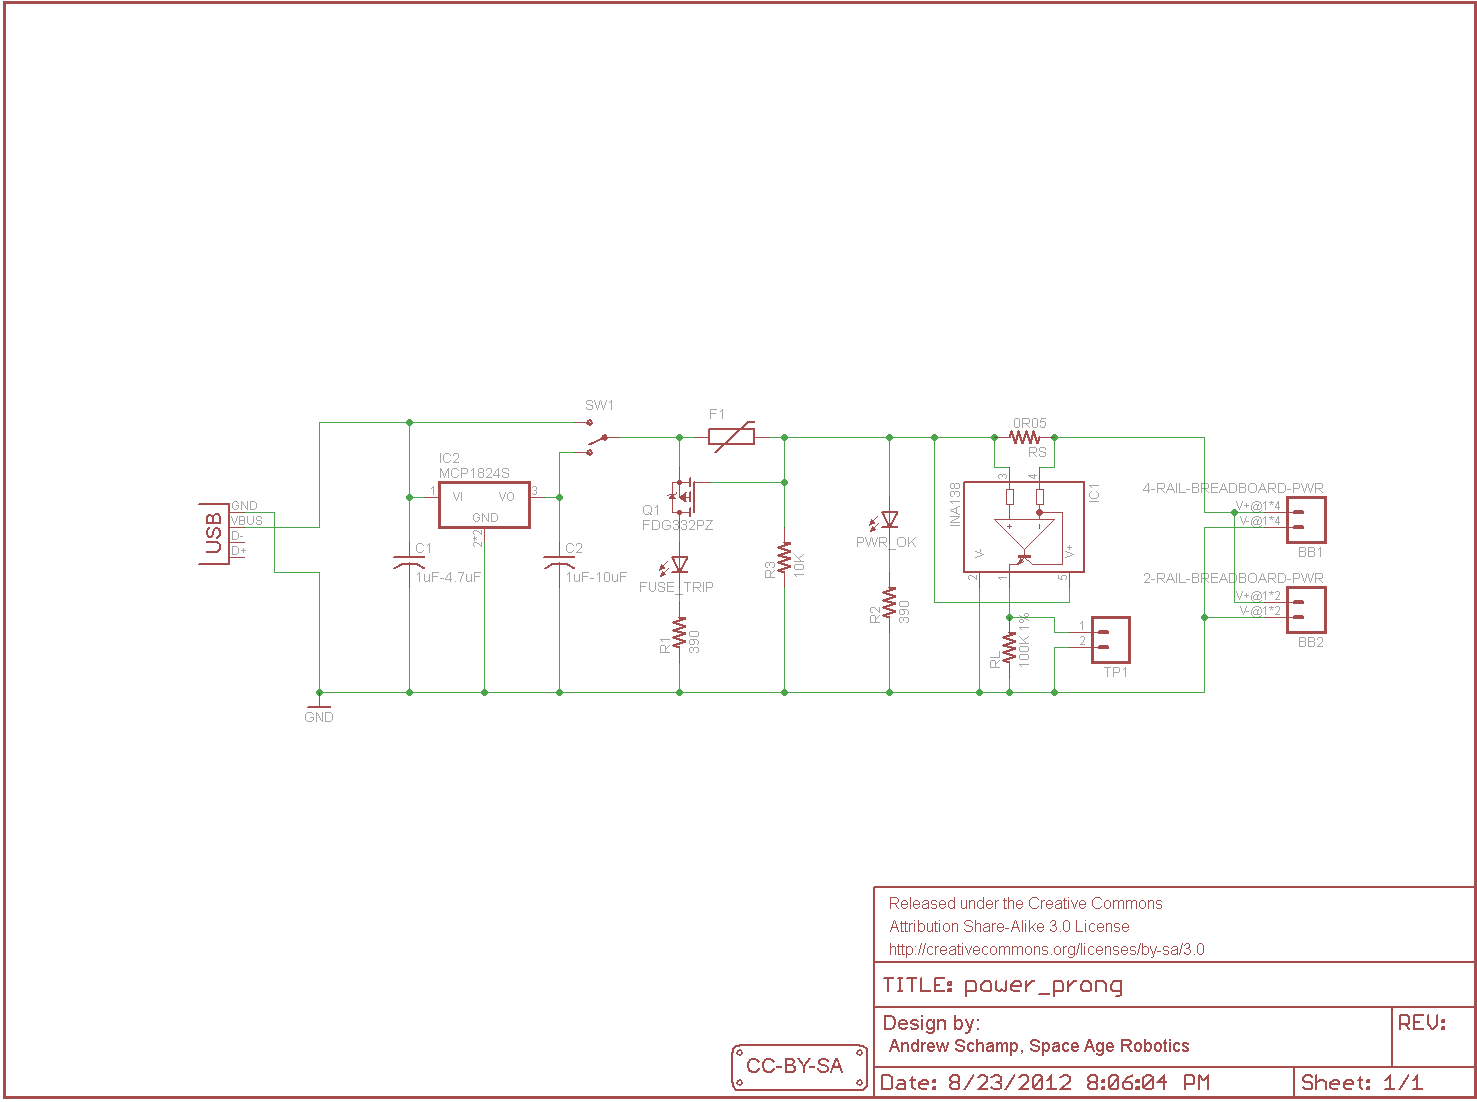 SW1
F1
0R05
RS
IC2
MCP1824S
1
VI
VO
3
GND
2*2
USB
GND
VBUS
D-
D+
C1
1uF-4.7uF
C2
1uF-10uF
Q1
FDG332PZ
FUSE_TRIP
R1
390
R3
10K
PWR_OK
R2
390
INA138
IC1
3
4
+
-
V-
V+
2
1
5
RL
100K 1%
1
2
TP1
4-RAIL-BREADBOARD-PWR
V+@1*4
V-@1*4
BB1
2-RAIL-BREADBOARD-PWR
V+@1*2
V-@1*2
BB2
GND
Released under the Creative Commons
Attribution Share-Alike 3.0 License
http://creativecommons.org/licenses/by-sa/3.0
TITLE: power_prong
Design by:
REV:
Andrew Schamp, Space Age Robotics
CC-BY-SA
Date: 8/23/2012 8:06:04 PM
Sheet: 1/1